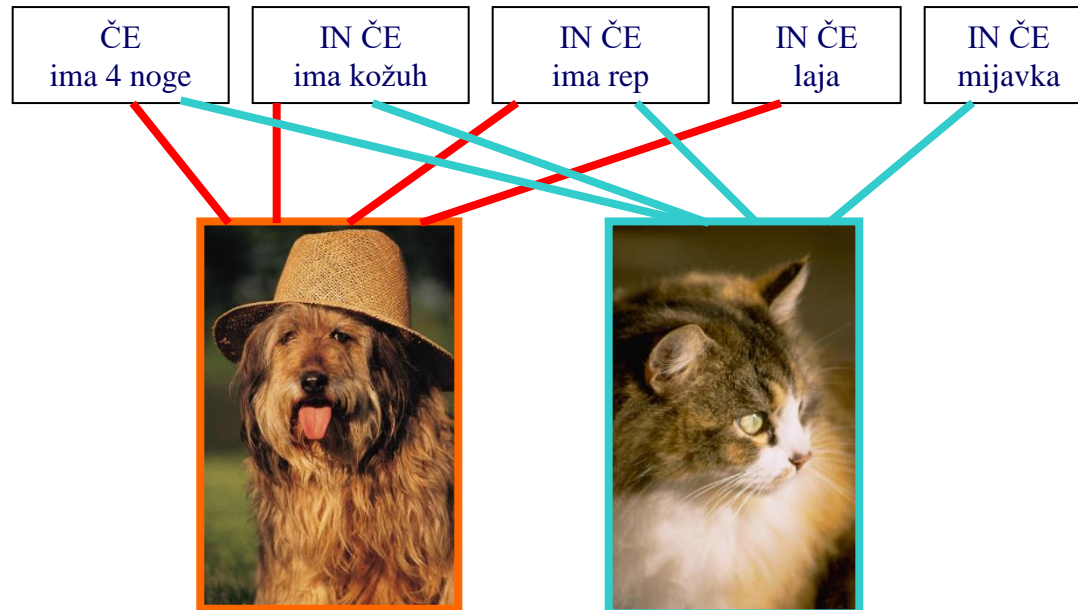 ČE
ima 4 noge
IN ČE
ima kožuh
IN ČE
ima rep
IN ČE
laja
IN ČE
mijavka